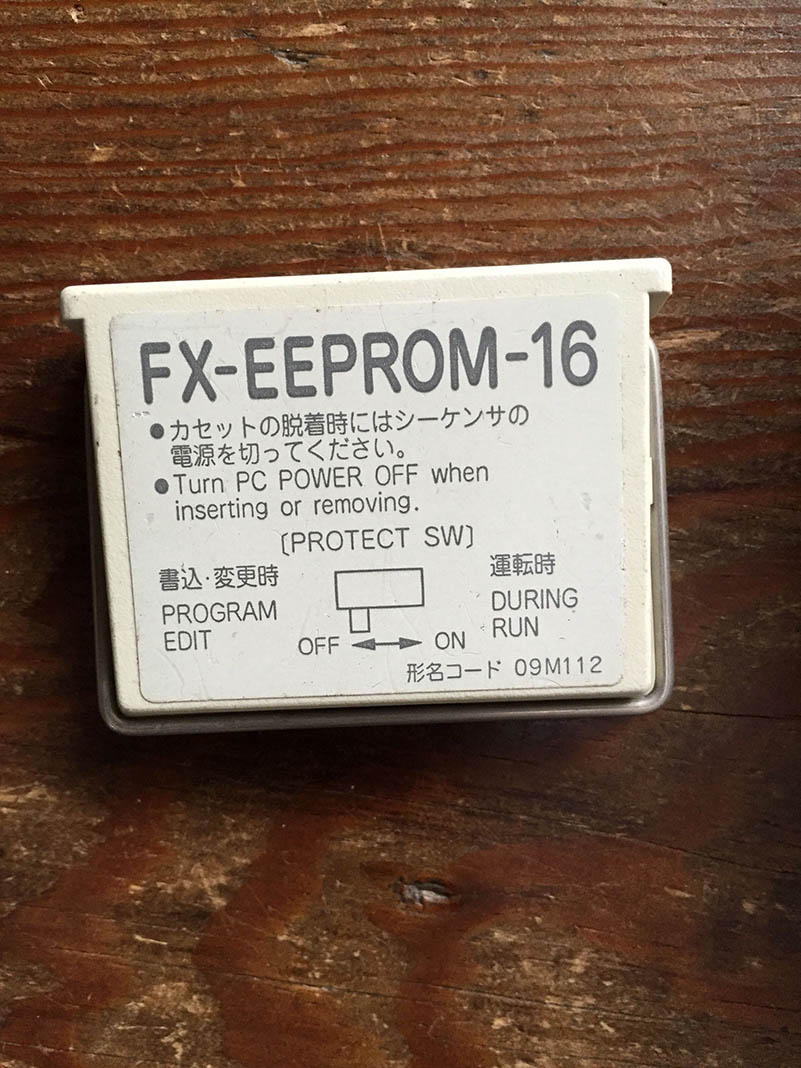 FX-EEPROM-16
●カセットの脱着時にはシーケンサの
電源を切ってください。
●Turn PC POWER OFF when
inserting or removing.
[PROTECT SW]
書込・変更時
PROGRAM
EDIT
OFF ON
運転時
DURING
RUN
形名コード 09M112